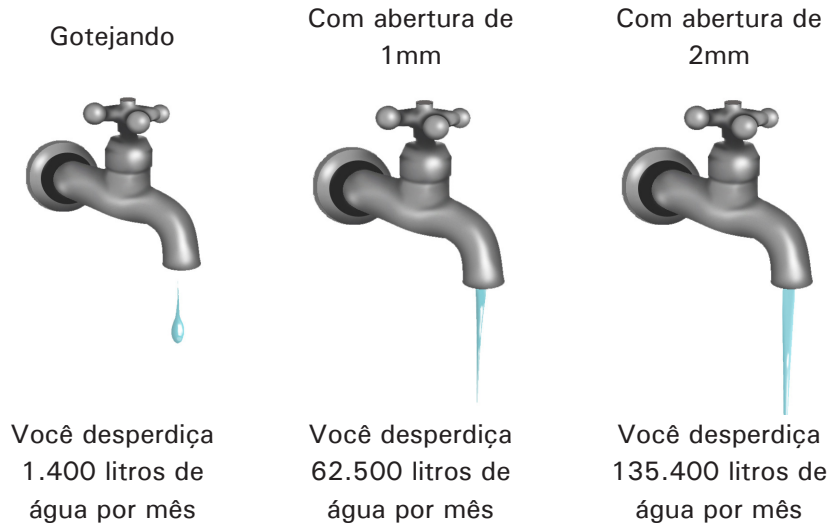 Gotejando
Com abertura de
1mm
Com abertura de
2mm
Você desperdiça
1.400 litros de
água por mês
Você desperdiça
62.500 litros de
água por mês
Você desperdiça
135.400 litros de
água por mês